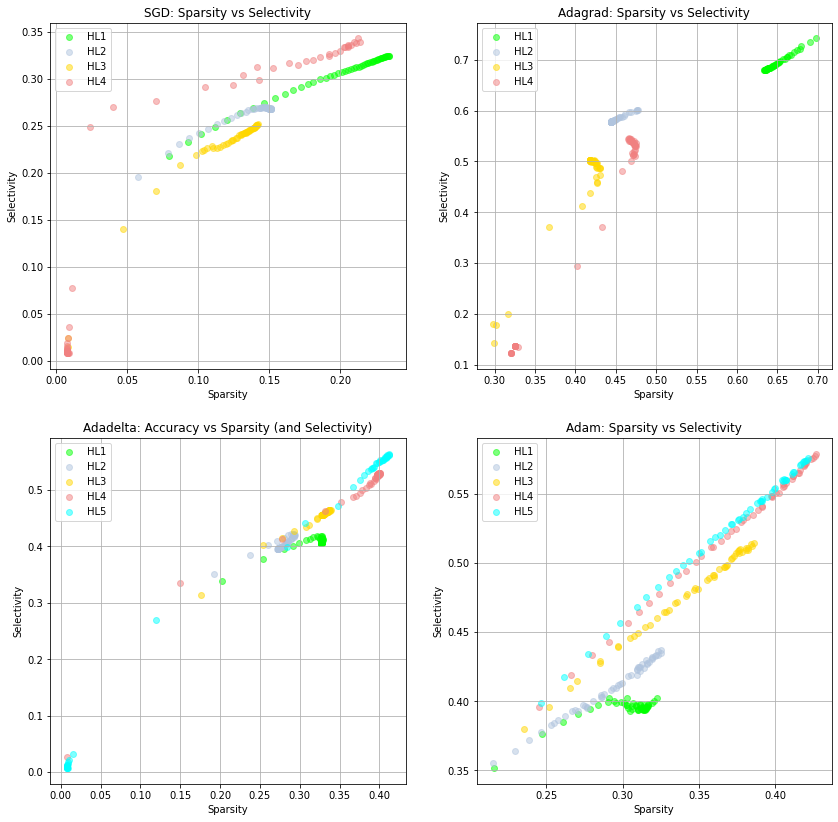 SGD: Sparsity vs Selectivity
HL1
HL2
HL3
HL4
Selectivity
0.35
0.30
0.25
0.20
0.15
0.10
0.05
0.00
0.00 0.05 0.10 0.15 0.20
Sparsity
Adagrad: Sparsity vs Selectivity
HL1
HL2
HL3
HL4
Selectivity
0.7
0.6
0.5
0.4
0.3
0.2
0.1
0.30 0.35 0.40 0.45 0.50 0.55 0.60 0.65 0.70
Sparsity
Adadelta: Accuracy vs Sparsity (and Selectivity)
HL1
HL2
HL3
HL4
HL5
Selectivity
0.5
0.4
0.3
0.2
0.1
0.0
0.00 0.05 0.10 0.15 0.20 0.25 0.30 0.35 0.40
Sparsity
Adam: Sparsity vs Selectivity
HL1
HL2
HL3
HL4
HL5
Selectivity
0.55
0.50
0.45
0.40
0.35
0.25 0.30 0.35 0.40
Sparsity